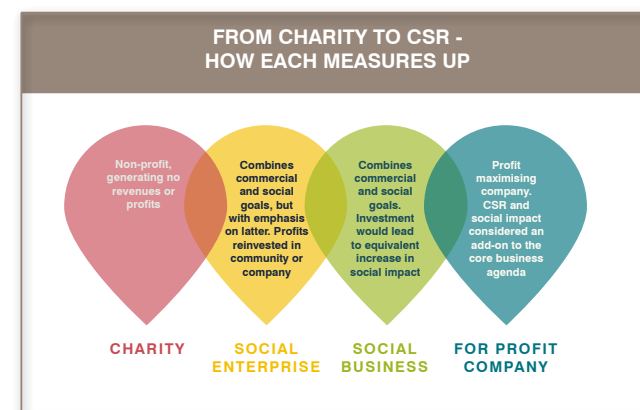 FROM CHARITY TO CSR -
HOW EACH MEASURES UP
Non-profit,
generating no
revenues or
profits
Combines
commercial
and social
goals, but
with emphasis
on latter. Profits
reinvested in
community or
company
Combines
commercial
and social
goals.
Investment
would lead
to equivalent
increase in
social impact
Profit
maximising
company.
CSR and
social impact
considered an
add-on to the
core business
agenda
CHARITY
SOCIAL
ENTERPRISE
SOCIAL
BUSINESS
FOR PROFIT
COMPANY